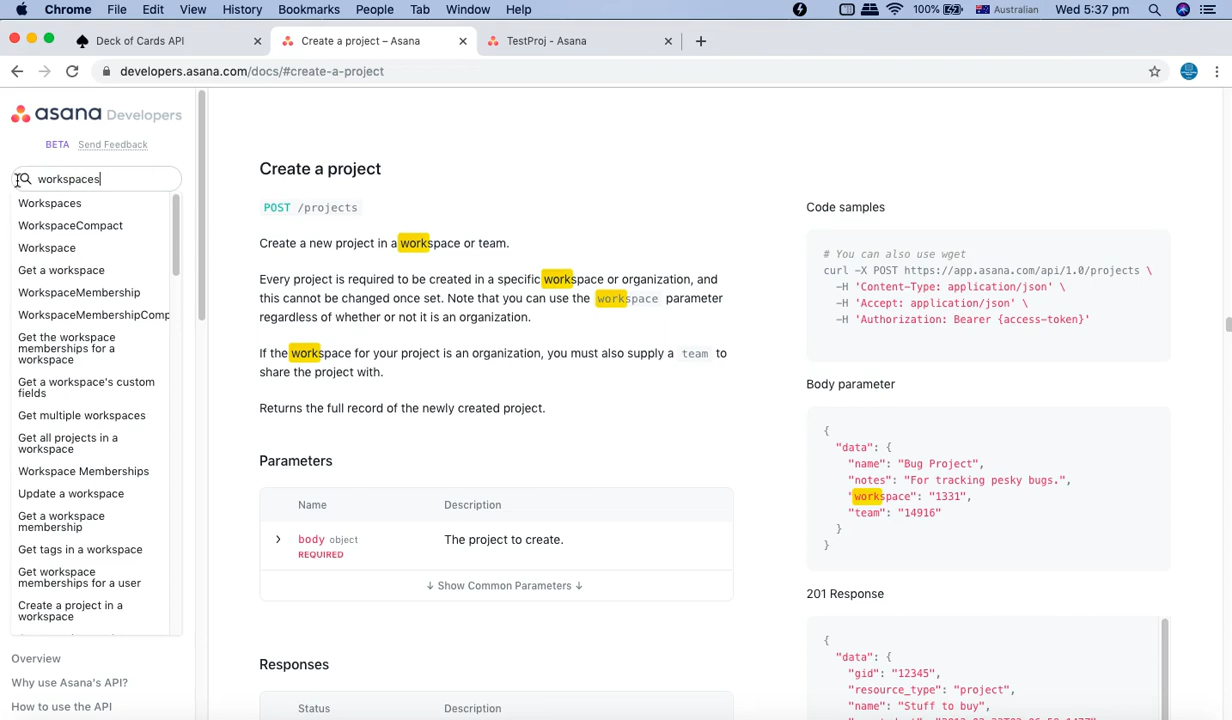 Chrome File Edit View History Bookmarks People Tab Window Help 100% Australian Wed 5:37 pm
Deck of Cards API
Create a project – Asana
TestProj - Asana
developers.asana.com/docs/#create-a-project
asana Developers
BETA Send Feedback
workspaces
Workspaces
WorkspaceCompact
Workspace
Get a workspace
WorkspaceMembership
WorkspaceMembershipComp
Get the workspace
memberships for a
workspace
Get a workspace's custom
fields
Get multiple workspaces
Get all projects in a
workspace
Workspace Memberships
Update a workspace
Get a workspace
membership
Get tags in a workspace
Get workspace
memberships for a user
Create a project in a
workspace
Overview
Why use Asana's API?
How to use the API
Create a project
POST /projects
Create a new project in a workspace or team.
Every project is required to be created in a specific workspace or organization, and
this cannot be changed once set. Note that you can use the workspace parameter
regardless of whether or not it is an organization.
If the workspace for your project is an organization, you must also supply a team to
share the project with.
Returns the full record of the newly created project.
Parameters
Name Description
body object The project to create.
REQUIRED
↓ Show Common Parameters ↓
Responses
Status Description
Code samples
# You can also use wget
curl -X POST https://app.asana.com/api/1.0/projects \
-H 'Content-Type: application/json' \
-H 'Accept: application/json' \
-H 'Authorization: Bearer {access-token}'
Body parameter
{
"data": {
"name": "Bug Project",
"notes": "For tracking pesky bugs.",
"workspace": "1331",
"team": "14916"
}
}
201 Response
{
"data": {
"gid": "12345",
"resource_type": "project",
"name": "Stuff to buy",